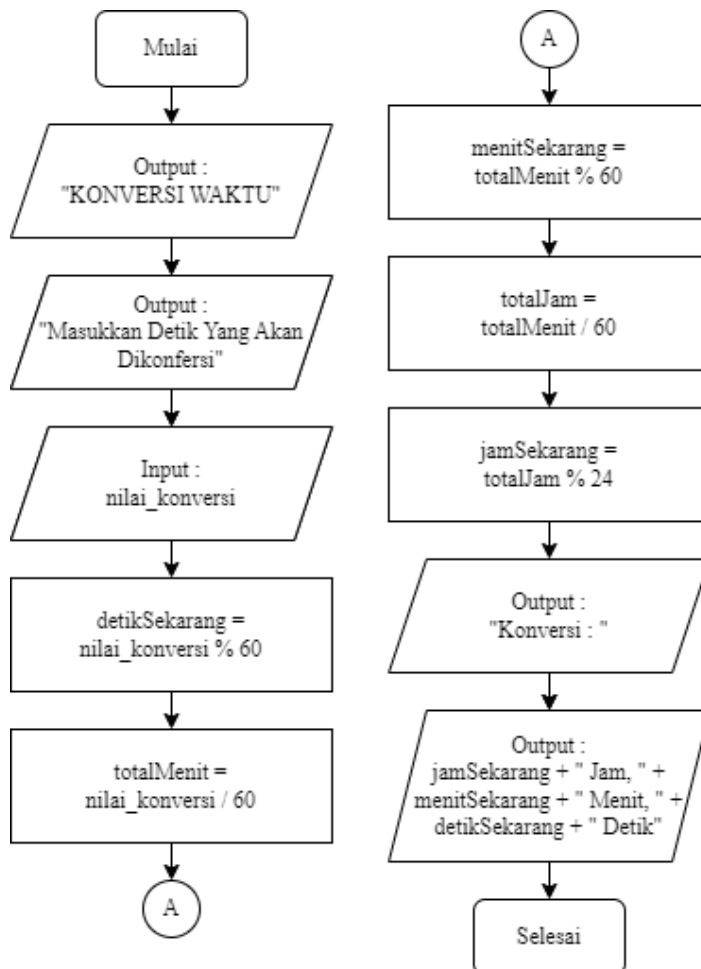 Mulai
Output :
"KONVERSI WAKTU"
Output :
"Masukkan Detik Yang Akan
Dikonfersi"
Input :
nilai_konversi
detikSekarang =
nilai_konversi % 60
totalMenit =
nilai_konversi / 60
A
A
menitSekarang =
totalMenit % 60
totalJam =
totalMenit / 60
jamSekarang =
totalJam % 24
Output :
"Konversi : "
Output :
jamSekarang + " Jam, " +
menitSekarang + " Menit, " +
detikSekarang + " Detik"
Selesai